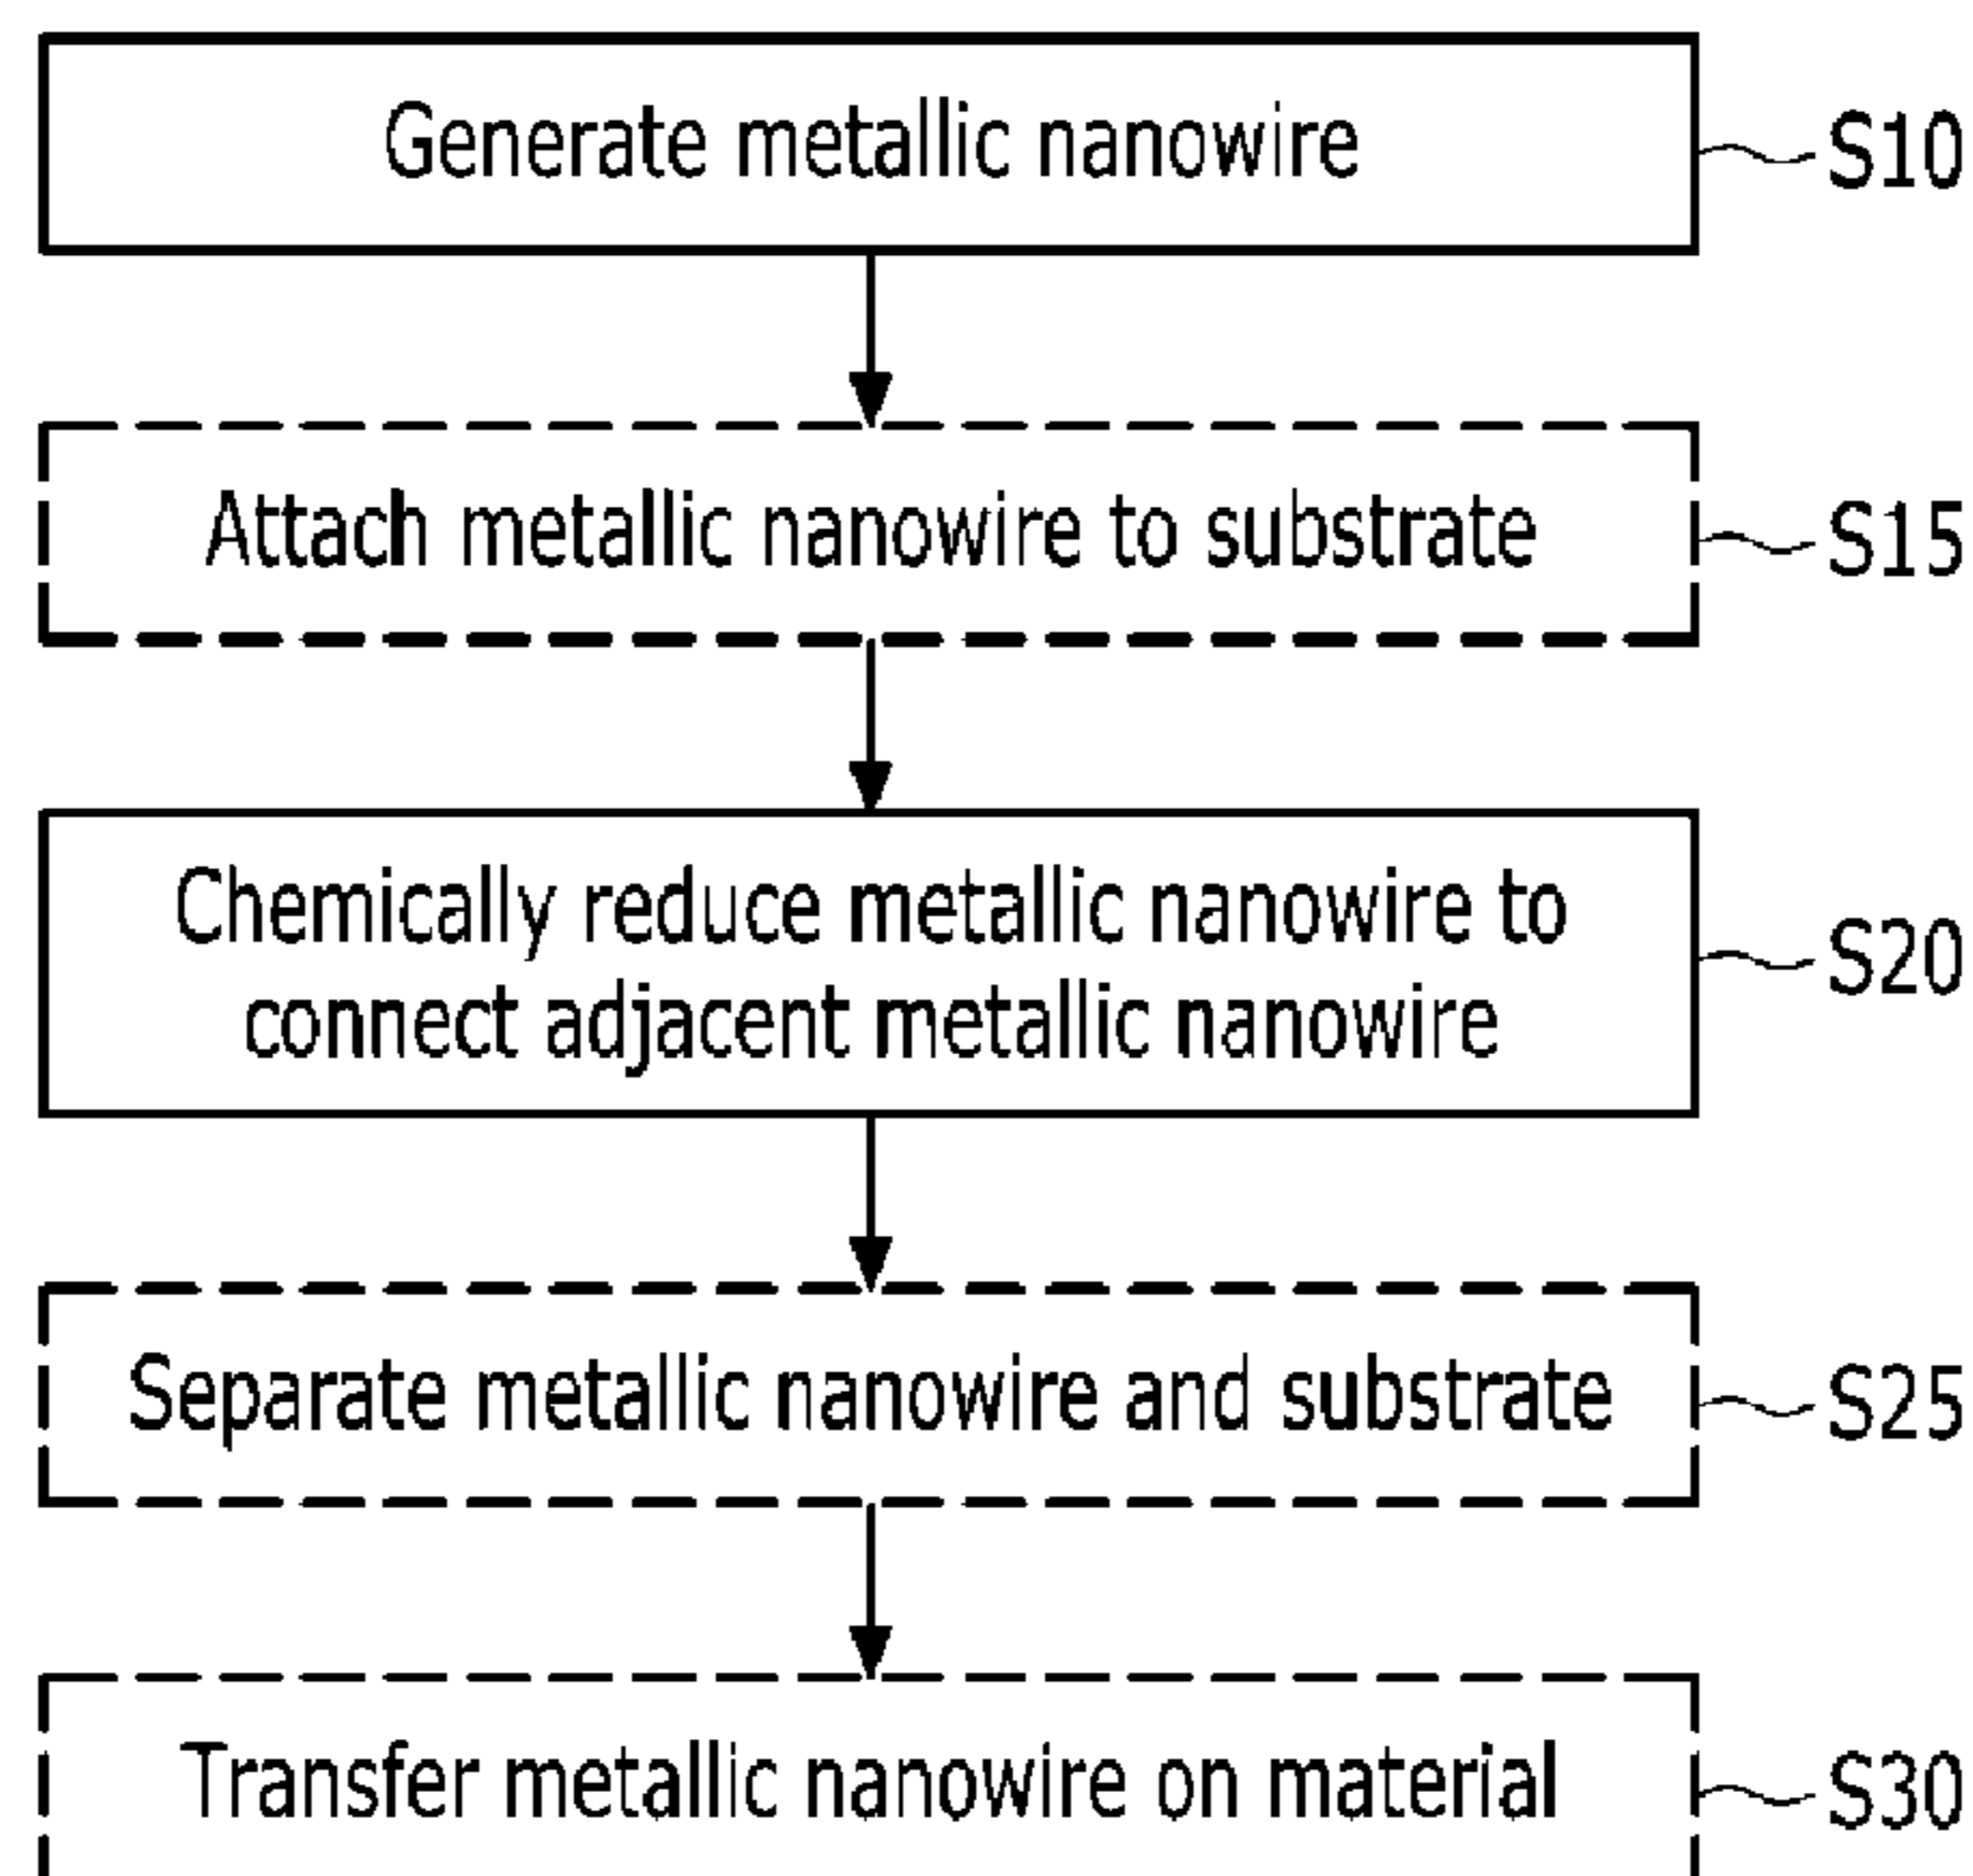 Generate metallic nanowire
S10
Attach metallic nanowire to substrate
S15
Chemically reduce metallic nanowire to
connect adjacent metallic nanowire
S20
Separate metallic nanowire and substrate
S25
Transfer metallic nanowire on material
S30